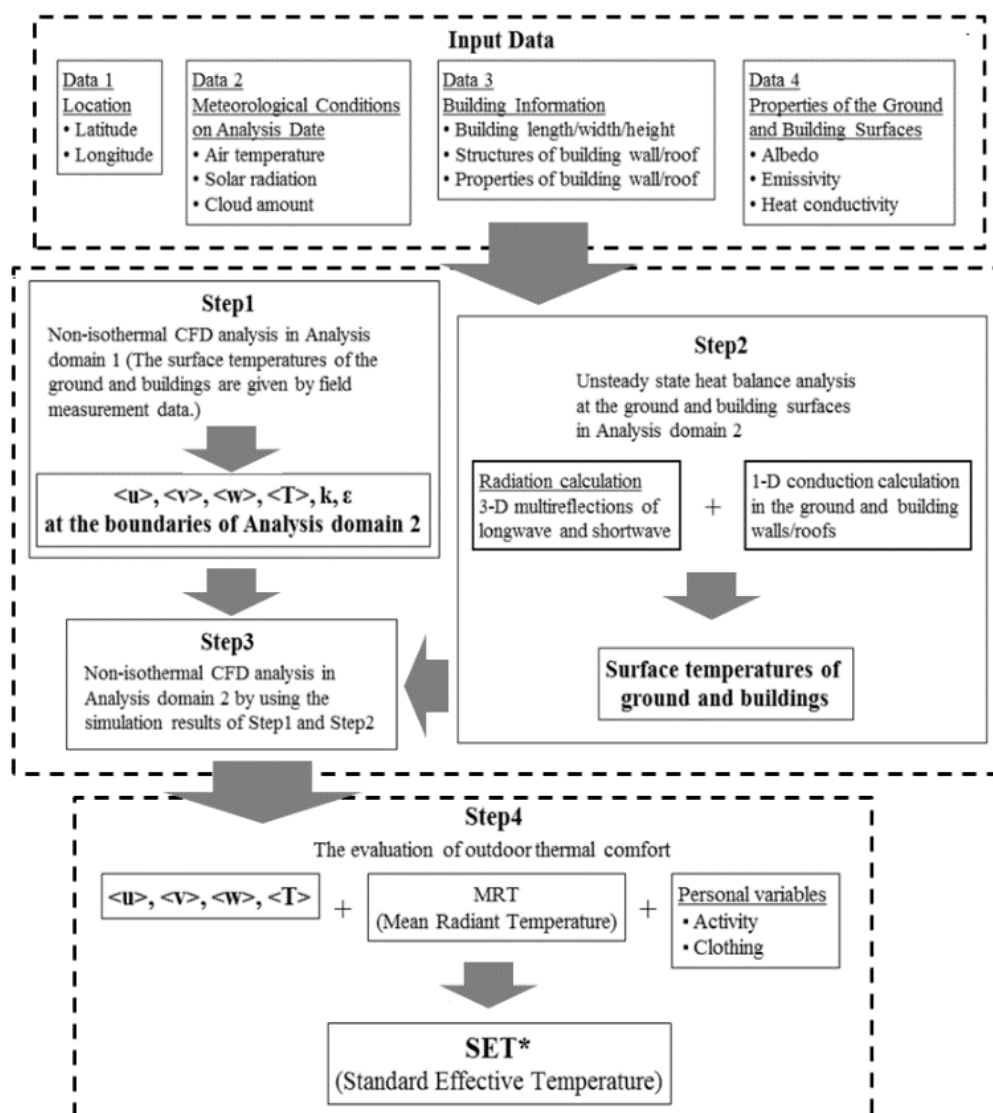 Input Data
Data 1
Location
• Latitude
• Longitude
Data 2
Meteorological Conditions
on Analysis Date
• Air temperature
• Solar radiation
• Cloud amount
Data 3
Building Information
• Building length/width/height
• Structures of building wall/roof
• Properties of building wall/roof
Data 4
Properties of the Ground
and Building Surfaces
• Albedo
• Emissivity
• Heat conductivity
Step1
Non-isothermal CFD analysis in Analysis
domain 1 (The surface temperatures of the
ground and buildings are given by field
measurement data.)
<u>, <v>, <w>, <T>, k, ε
at the boundaries of Analysis domain 2
Step2
Unsteady state heat balance analysis
at the ground and building surfaces
in Analysis domain 2
Radiation calculation
3-D multireflections of
longwave and shortwave
+
1-D conduction calculation
in the ground and building
walls/roofs
Surface temperatures of
ground and buildings
Step3
Non-isothermal CFD analysis in
Analysis domain 2 by using the
simulation results of Step1 and Step2
Step4
The evaluation of outdoor thermal comfort
<u>, <v>, <w>, <T>
+
MRT
(Mean Radiant Temperature)
+
Personal variables
▪ Activity
▪ Clothing
SET*
(Standard Effective Temperature)